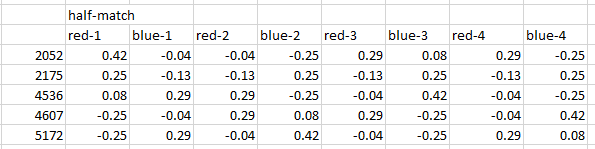 half-match
red-1 blue-1 red-2 blue-2 red-3 blue-3 red-4 blue-4
2052 0.42 -0.04 -0.04 -0.25 0.29 0.08 0.29 -0.25
2175 0.25 -0.13 -0.13 0.25 -0.13 0.25 -0.13 0.25
4536 0.08 0.29 0.29 -0.25 -0.04 0.42 -0.04 -0.25
4607 -0.25 -0.04 0.29 0.08 0.29 -0.25 -0.04 0.42
5172 -0.25 0.29 -0.04 0.42 -0.04 -0.25 0.29 0.08